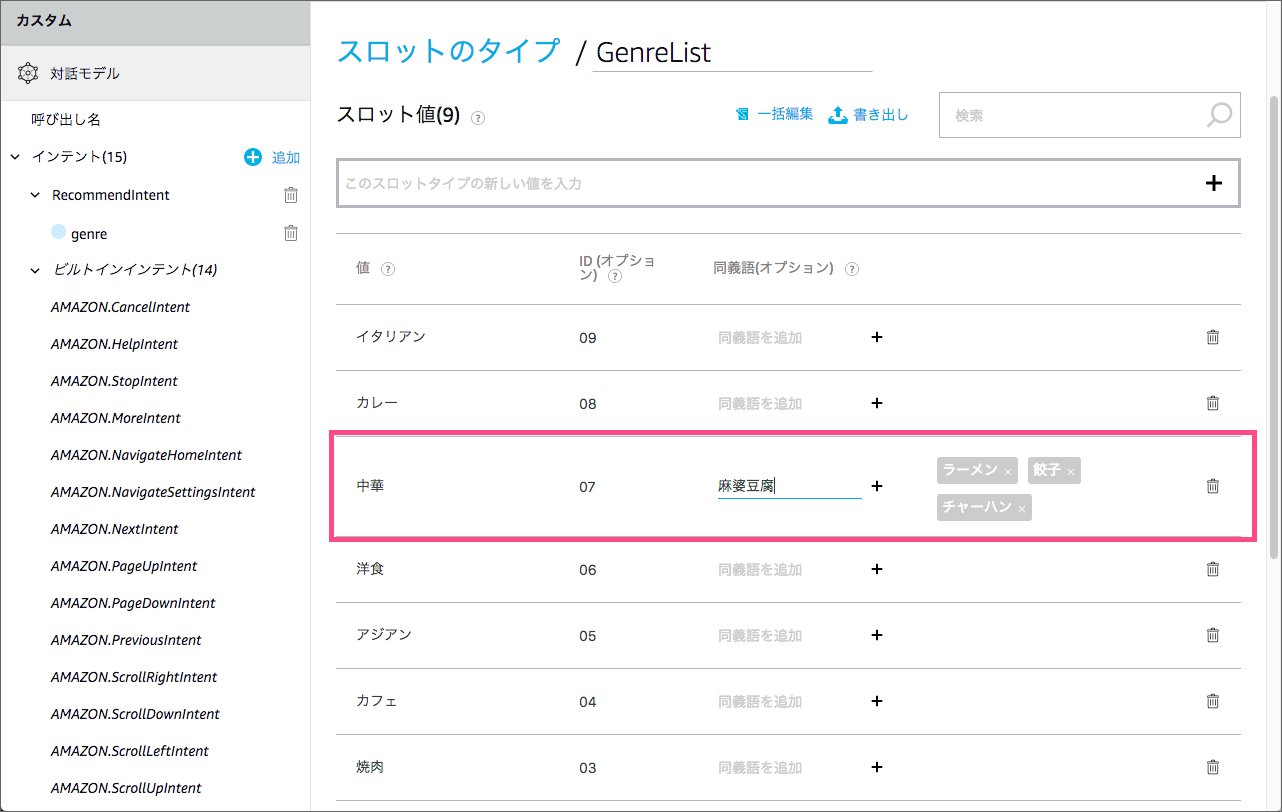 カスタム
対話モデル
呼び出し名
インテント(15)
追加
RecommendIntent
genre
ビルトインインテント(14)
AMAZON.CancelIntent
AMAZON.HelpIntent
AMAZON.StopIntent
AMAZON.MoreIntent
AMAZON.NavigateHomeIntent
AMAZON.NavigateSettingsIntent
AMAZON.NextIntent
AMAZON.PageUpIntent
AMAZON.PageDownIntent
AMAZON.PreviousIntent
AMAZON.ScrollRightIntent
AMAZON.ScrollDownIntent
AMAZON.ScrollLeftIntent
AMAZON.ScrollUpIntent
スロットのタイプ / GenreList
スロット値(9) ?
一括編集
書き出し
検索
このスロットタイプの新しい値を入力 +
値 ?
ID (オプショ
ン) ?
同義語(オプション) ?
イタリアン 09 同義語を追加 +
カレー 08 同義語を追加 +
中華 07 麻婆豆腐 + ラーメン × 餃子 ×
チャーハン ×
洋食 06 同義語を追加 +
アジアン 05 同義語を追加 +
カフェ 04 同義語を追加 +
焼肉 03 同義語を追加 +